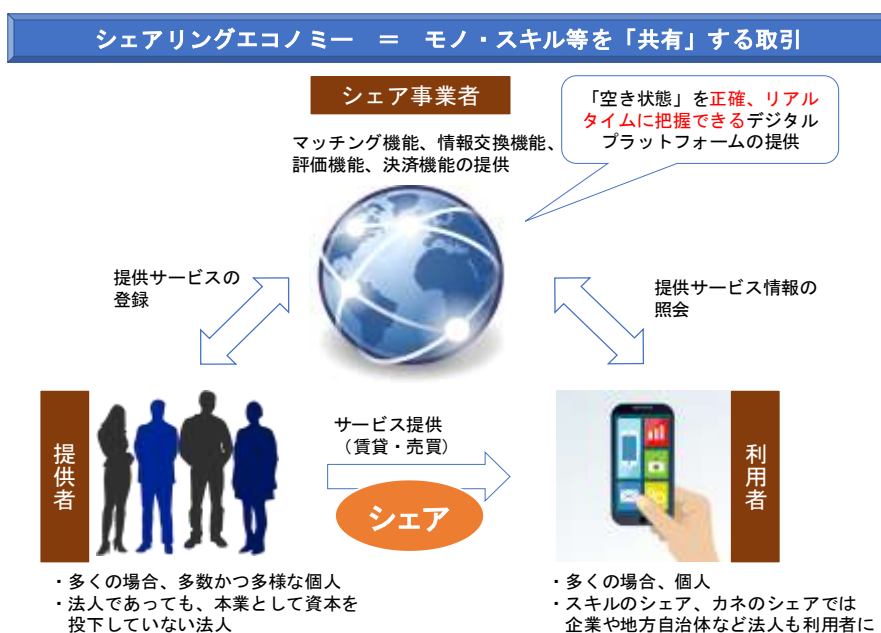 シェアリングエコノミー ＝ モノ・スキル等を「共有」する取引
シェア事業者
マッチング機能、情報交換機能、
評価機能、決済機能の提供
「空き状態」を正確、リアル
タイムに把握できるデジタル
プラットフォームの提供
提供サービスの
登録
提供サービス情報の
照会
提供者
サービス提供
（賃貸・売買）
シェア
利用者
・多くの場合、多数かつ多様な個人
・法人であっても、本業として資本を
投下していない法人
・多くの場合、個人
・スキルのシェア、カネのシェアでは
企業や地方自治体など法人も利用者に